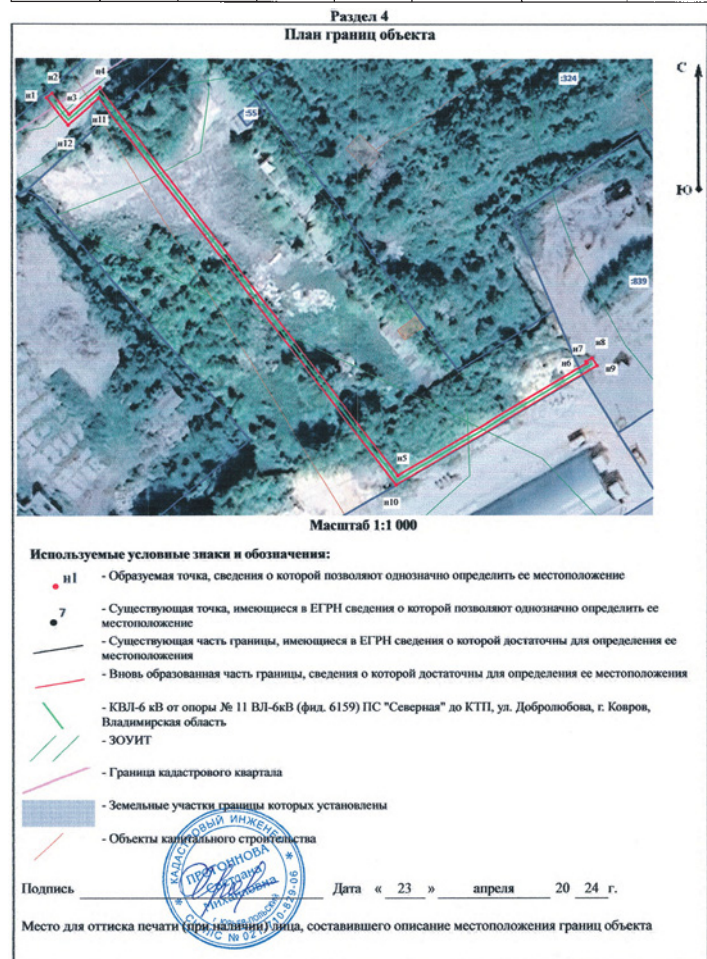 Раздел 4
План границ объекта
н1
н2
н3
н4
н11
н12
:55
:324
С
Ю
:839
н7
н8
н6
н9
н5
н10
Масштаб 1:1 000
Используемые условные знаки и обозначения:
н1 - Образуемая точка, сведения о которой позволяют однозначно определить ее местоположение
7 - Существующая точка, имеющиеся в ЕГРН сведения о которой позволяют однозначно определить ее
местоположение
- Существующая часть границы, имеющиеся в ЕГРН сведения о которой достаточны для определения ее
местоположения
- Вновь образованная часть границы, сведения о которой достаточны для определения ее местоположения
- КВЛ-6 кВ от опоры № 11 ВЛ-6кВ (фид. 6159) ПС "Северная" до КТП, ул. Добролюбова, г. Ковров,
Владимирская область
- ЗОУИТ
- Граница кадастрового квартала
- Земельные участки границы которых установлены
- Объекты капитального строительства
КАДАСТРОВЫЙ ИНЖЕНЕР
Михайловна
Подпись Дата « 23 » апреля 20 24 г.
Место для оттиска печати (при наличии) лица, составившего описание местоположения границ объекта